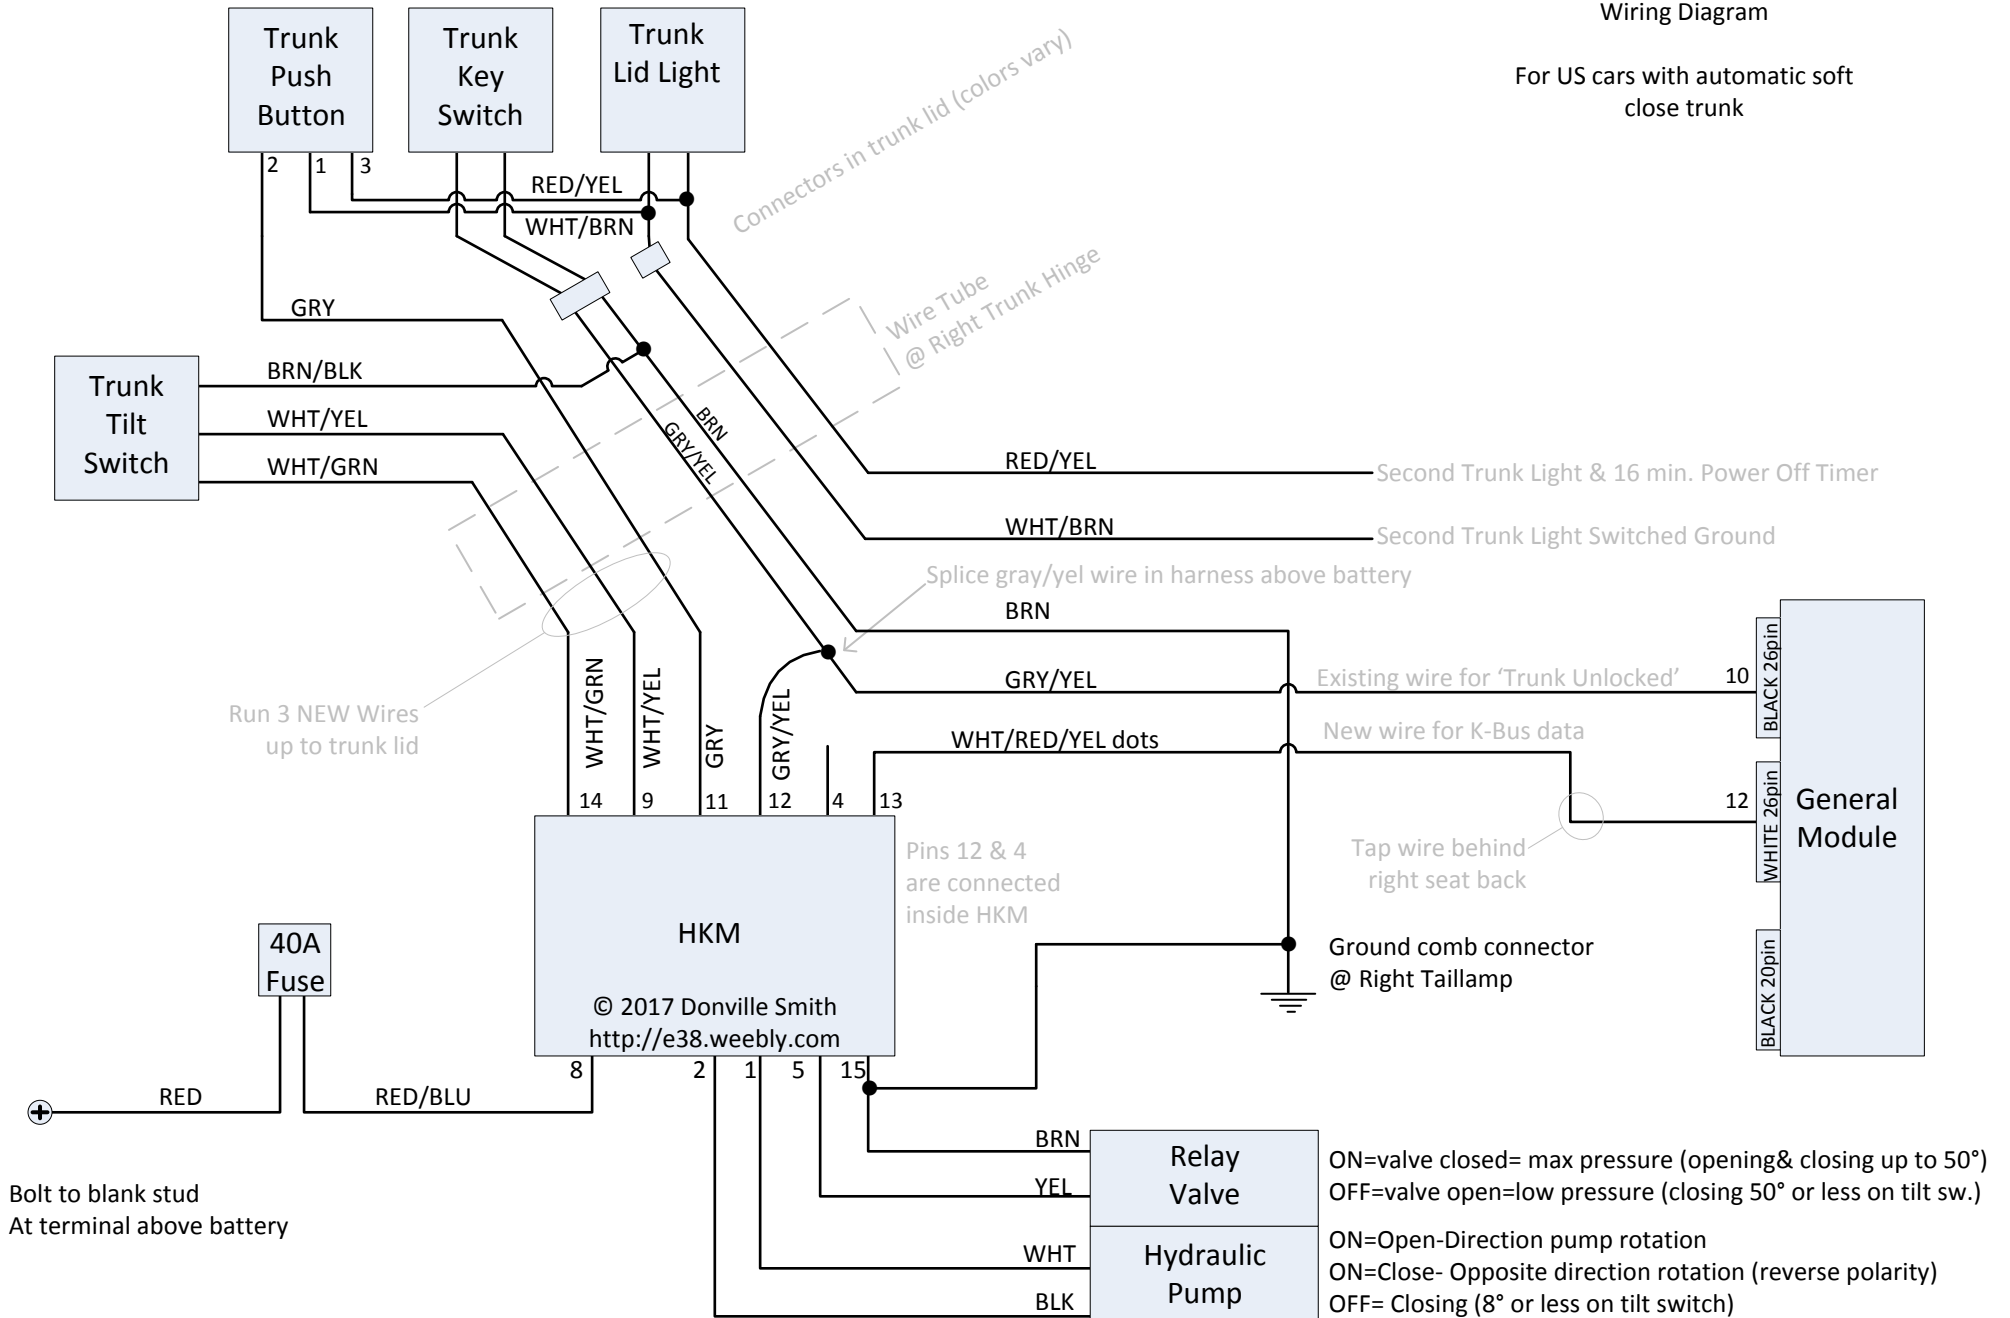 Wiring Diagram
For US cars with automatic soft
close trunk
Trunk
Push
Button
Trunk
Key
Switch
Trunk
Lid Light
2
1
3
RED/YEL
WHT/BRN
Connectors in trunk lid (colors vary)
Wire Tube
@ Right Trunk Hinge
GRY
Trunk
Tilt
Switch
BRN/BLK
WHT/YEL
WHT/GRN
BRN
GRY/YEL
RED/YEL
Second Trunk Light & 16 min. Power Off Timer
WHT/BRN
Second Trunk Light Switched Ground
Splice gray/yel wire in harness above battery
BRN
GRY/YEL
Existing wire for ‘Trunk Unlocked’
10
BLACK 26pin
Run 3 NEW Wires
up to trunk lid
WHT/GRN
WHT/YEL
GRY
GRY/YEL
WHT/RED/YEL dots
New wire for K-Bus data
12
WHITE 26pin
General
Module
BLACK 20pin
Tap wire behind
right seat back
14
9
11
12
4
13
Pins 12 & 4
are connected
inside HKM
HKM
© 2017 Donville Smith
http://e38.weebly.com
Ground comb connector
@ Right Taillamp
40A
Fuse
8
2
1
5
15
RED
RED/BLU
Bolt to blank stud
At terminal above battery
BRN
YEL
Relay
Valve
ON=valve closed= max pressure (opening& closing up to 50°)
OFF=valve open=low pressure (closing 50° or less on tilt sw.)
WHT
BLK
Hydraulic
Pump
ON=Open-Direction pump rotation
ON=Close- Opposite direction rotation (reverse polarity)
OFF= Closing (8° or less on tilt switch)